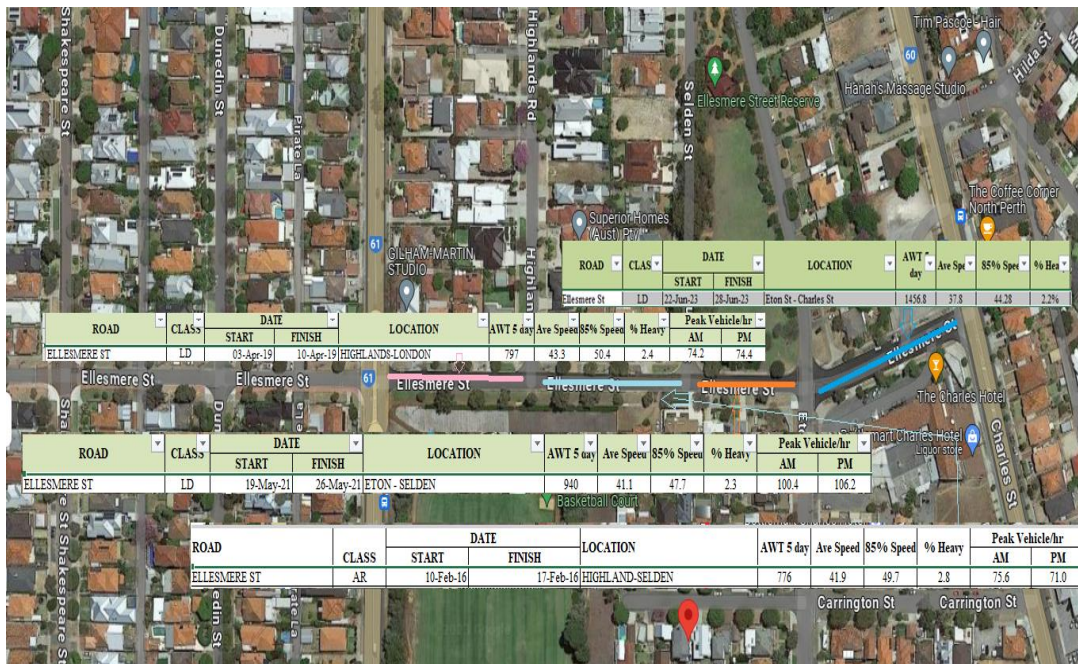 Shakespeare St
Dunedin St
Pirate La
Highlands Rd
Selden St
Ellesmere Street Reserve
60
Tim Pascoe Hair
Hanah's Massage Studio
Hilda St
The Coffee Corner
North Perth
61
GILHAM-MARTIN
STUDIO
Superior Homes
(Aust) Pty
ROAD CLAS DATE LOCATION AWT 5 day Ave Spe 85% Spee % Hea
START FINISH
Ellesmere St LD 22-Jun-23 28-Jun-23 Eton St - Charles St 1456.8 37.8 44.28 2.2%
ROAD CLASS DATE LOCATION AWT 5 day Ave Speed 85% Speed % Heavy Peak Vehicle/hr
START FINISH AM PM
ELLESMERE ST LD 03-Apr-19 10-Apr-19 HIGHLANDS-LONDON 797 43.3 50.4 2.4 74.2 74.4
Ellesmere St
Ellesmere St
61
Ellesmere St
Ellesmere St
Ellesmere St
Ellesmere St
The Charles Hotel
mart Charles Hotel
Liquor store
Charles St
ROAD CLASS DATE LOCATION AWT 5 day Ave Speed 85% Speed % Heavy Peak Vehicle/hr
START FINISH AM PM
ELLESMERE ST LD 19-May-21 26-May-21 ETON - SELDEN 940 41.1 47.7 2.3 100.4 106.2
Basketball Court
ROAD CLASS DATE LOCATION AWT 5 day Ave Speed 85% Speed % Heavy Peak Vehicle/hr
START FINISH AM PM
ELLESMERE ST AR 10-Feb-16 17-Feb-16 HIGHLAND-SELDEN 776 41.9 49.7 2.8 75.6 71.0
Shakespeare St
Carrington St
Carrington St